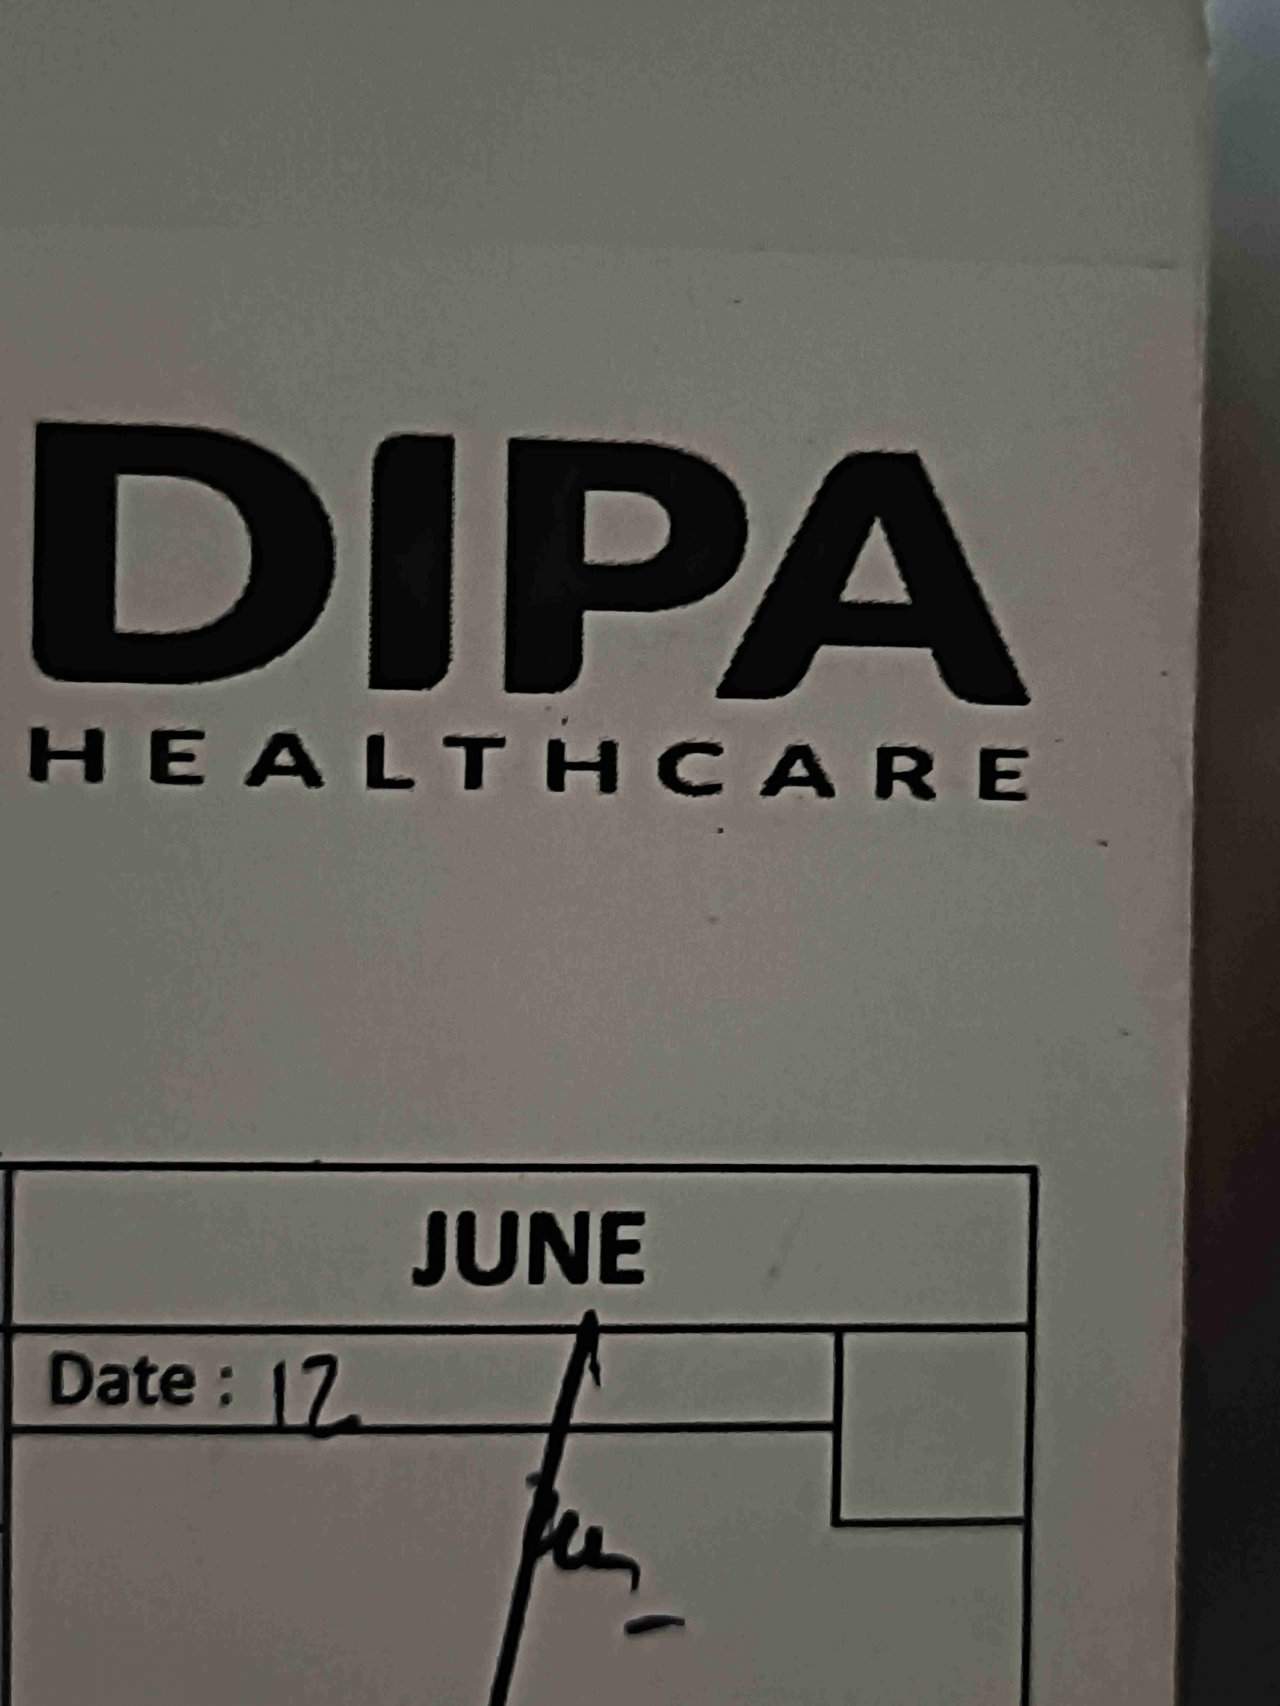 DIPA
HEALTHCARE
JUNE
Date : 12